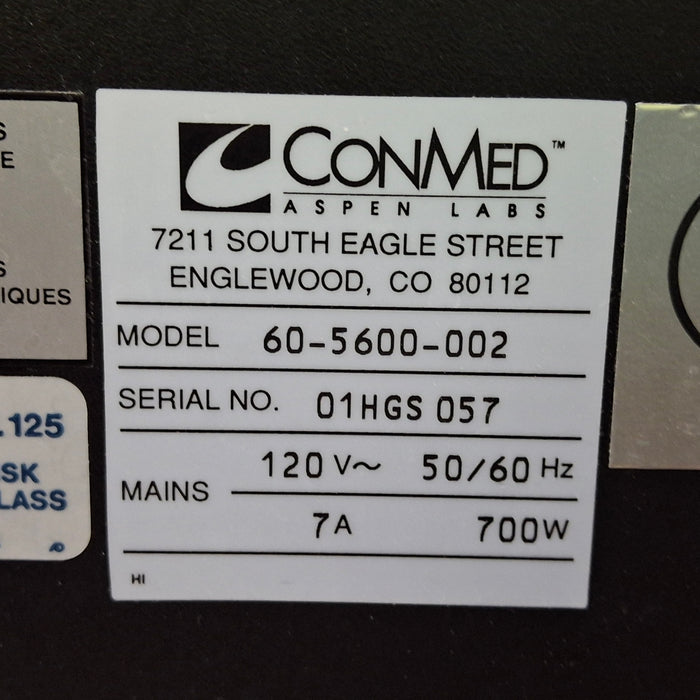 S
E
S
IQUES
.125
SK
LASS
CONMED™
ASPEN LABS
7211 SOUTH EAGLE STREET
ENGLEWOOD, CO 80112
MODEL 60-5600-002
SERIAL NO. 01HGS 057
MAINS
120 V~ 50/60 Hz
7A 700W
HI